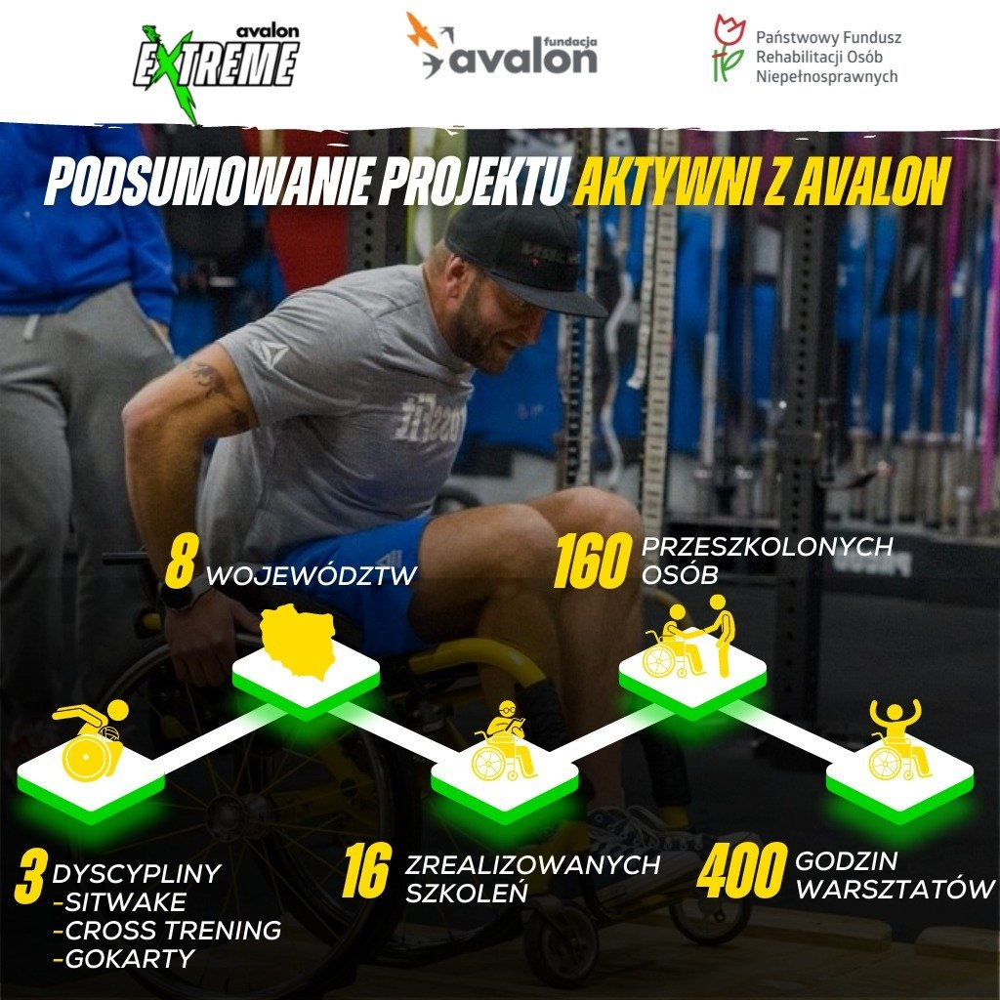 avalon
EXTREME
fundacja
avalon
Państwowy Fundusz
Rehabilitacji Osób
Niepełnosprawnych
PODSUMOWANIE PROJEKTU AKTYWNI Z AVALON
8 WOJEWÓDZTW
160 PRZESZKOLONYCH
OSÓB
3 DYSCYPLINY
-SITWAKE
-CROSS TRENING
-GOKARTY
16 ZREALIZOWANYCH
SZKOLEŃ
400 GODZIN
WARSZTATÓW